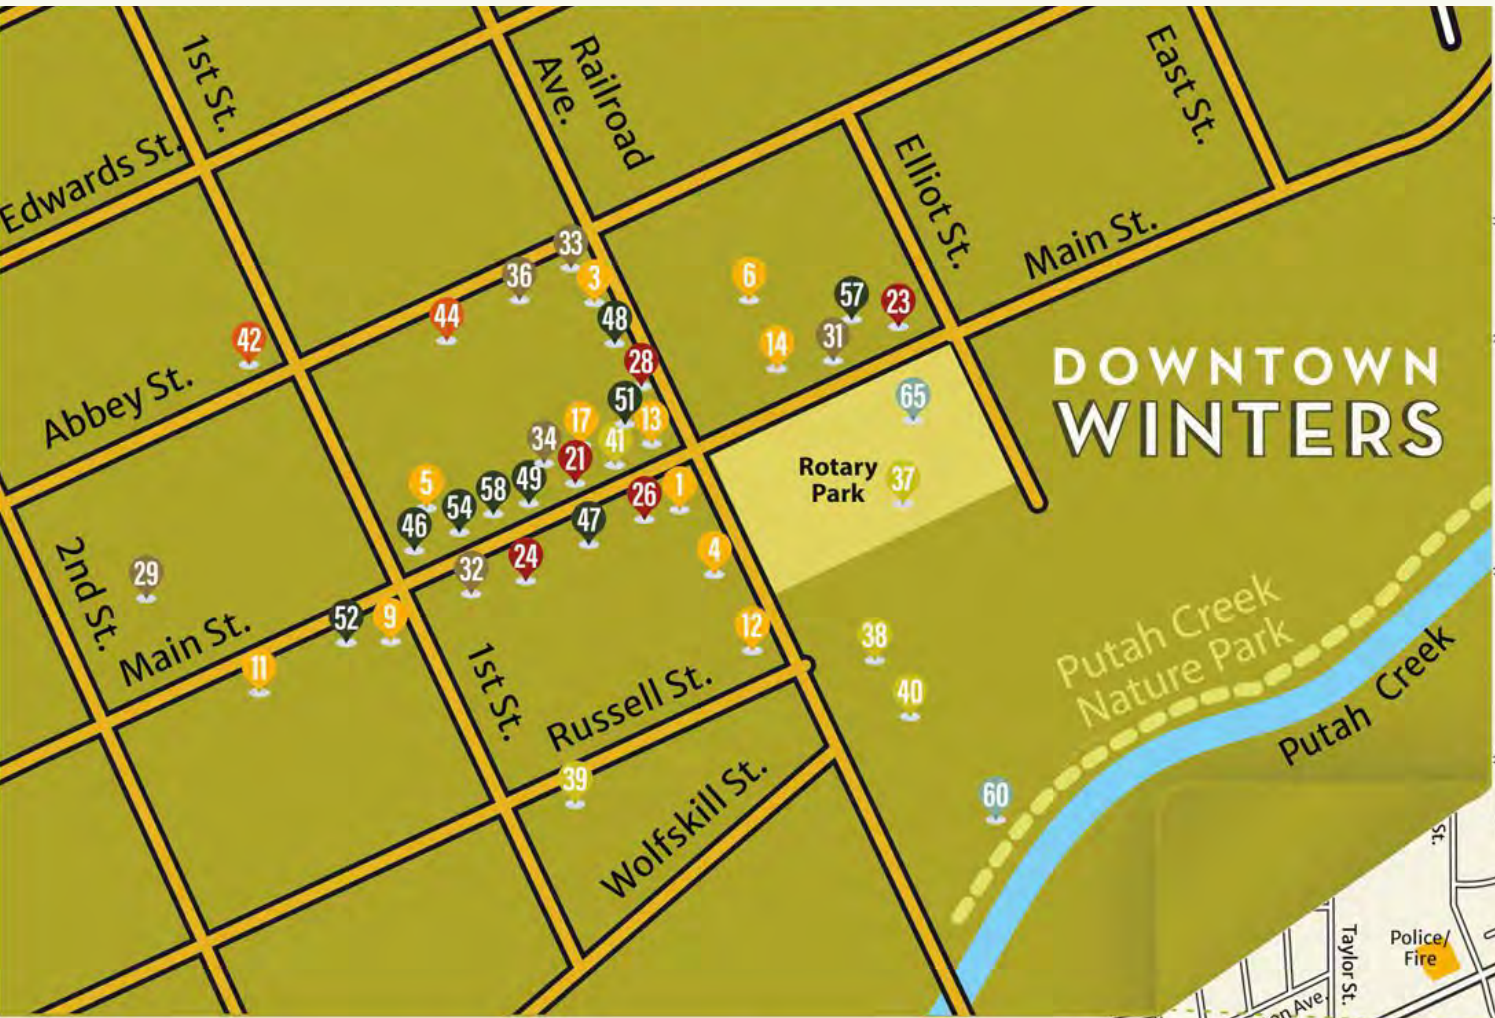 1st St.
Railroad
Ave.
East St.
Edwards St.
Elliot St.
Main St.
33
36
3
6
57
23
44
48
42
14
31
28
Abbey St.
51
17
13
65
34
41
21
DOWNTOWN
WINTERS
5
58
49
26
1
Rotary
Park
37
54
46
47
2nd St.
29
32
24
4
52
9
12
38
Main St.
11
1st St.
Russell St.
40
Putah Creek
Nature Park
Putah Creek
39
Wolfskill St.
60
St.
Taylor St.
Police/
Fire
Ave.